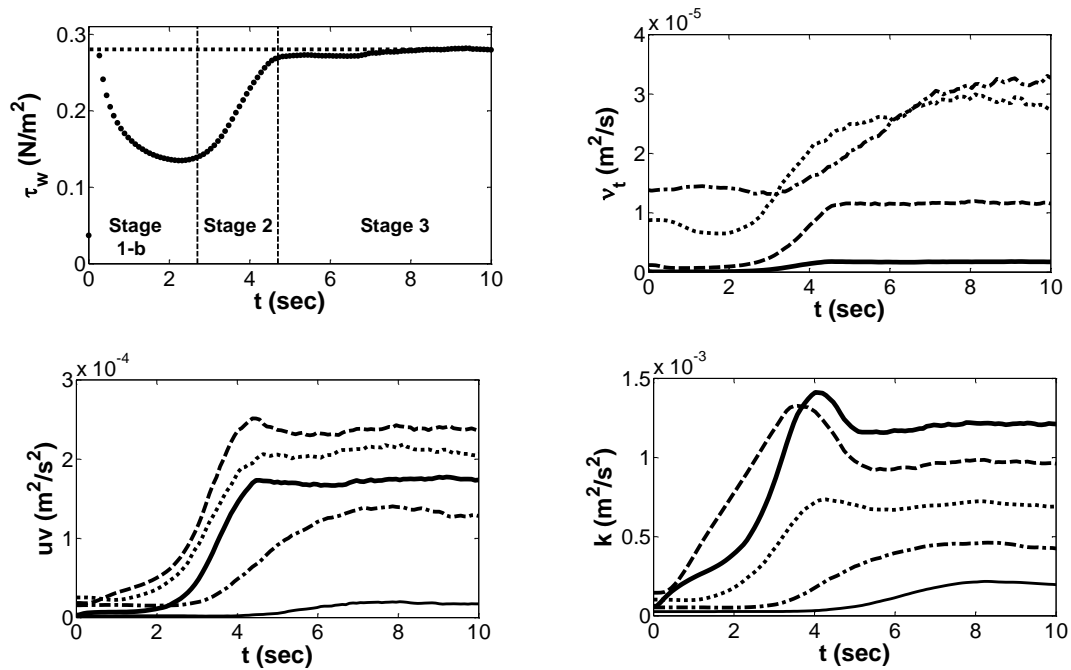 0.3
0.2
0.1
0
τw (N/m2)
Stage
1-b
Stage 2
Stage 3
0 2 4 6 8 10
t (sec)
x 10-5
4
3
2
1
0
νt (m2/s)
0 2 4 6 8 10
t (sec)
x 10-4
3
2
1
0
uv (m2/s2)
0 2 4 6 8 10
t (sec)
x 10-3
1.5
1
0.5
0
k (m2/s2)
0 2 4 6 8 10
t (sec)